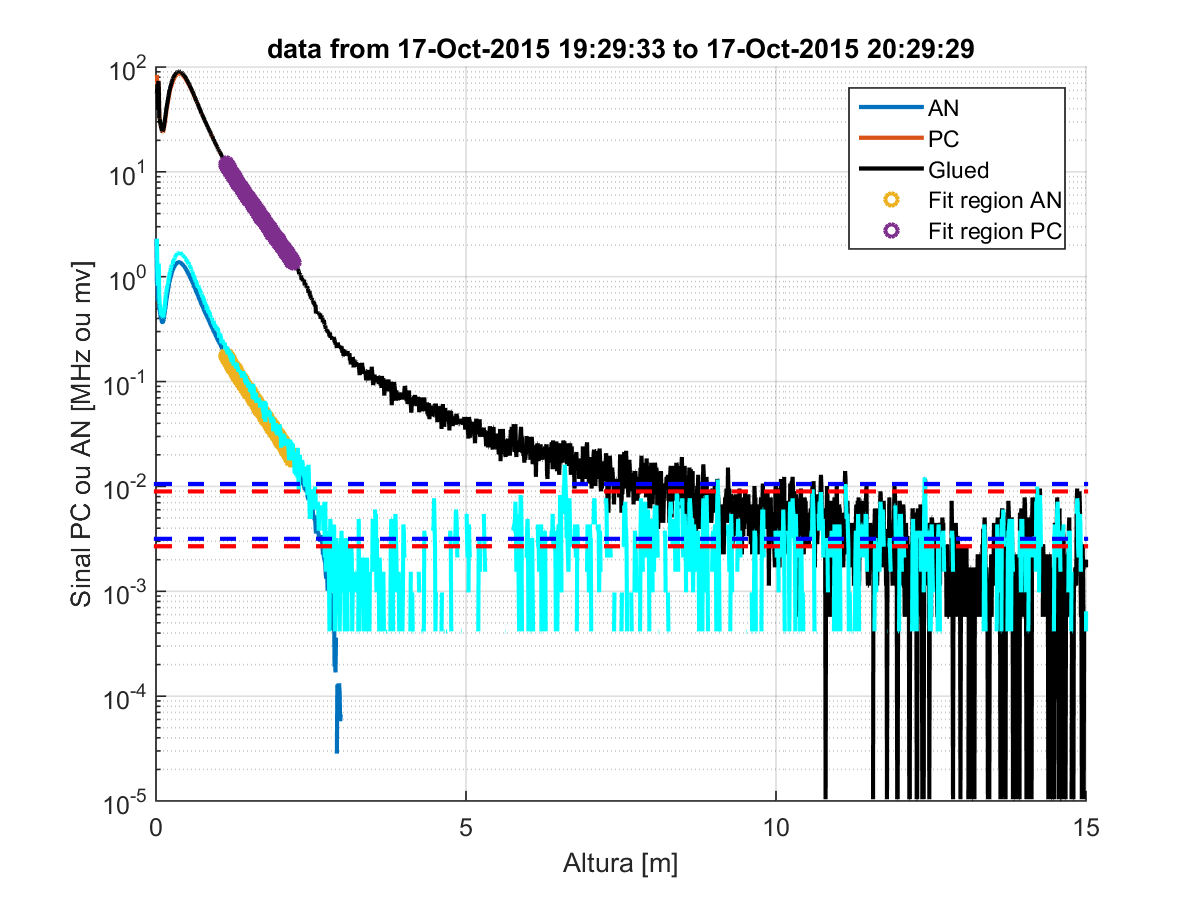 data from 17-Oct-2015 19:29:33 to 17-Oct-2015 20:29:29
AN
PC
Glued
Fit region AN
Fit region PC
Sinal PC ou AN [MHz ou mv]
10^2
10^1
10^0
10^-1
10^-2
10^-3
10^-4
10^-5
0 5 10 15
Altura [m]